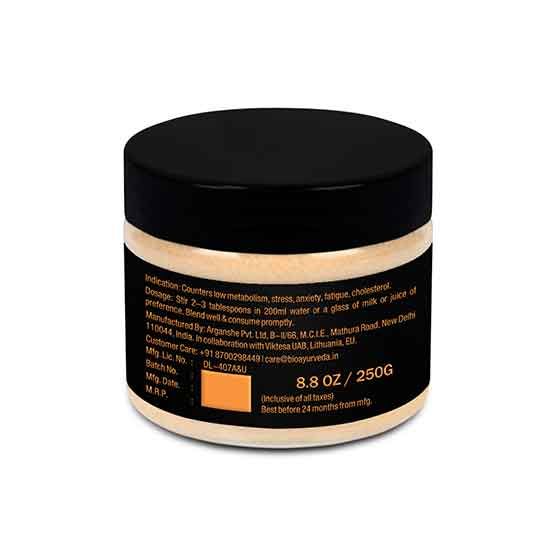 Indication: Counters low metabolism, stress, anxiety, fatigue, cholesterol.
Dosage: Stir 2–3 tablespoons in 200ml water or a glass of milk or juice of
preference. Blend well & consume promptly.
Manufactured By: Arganshe Pvt. Ltd, B–II/66, M.C.I.E., Mathura Raod, New Delhi
110044, India. In collaboration with Viktesa UAB, Lithuania, EU.
Customer Care: +91 8700298449 | care@bioayurveda.in
Mfg. Lic. No. : DL–407A&U
Batch No.
Mfg. Date.
M.R.P.
8.8 OZ / 250G
(Inclusive of all taxes)
Best before 24 months from mfg.